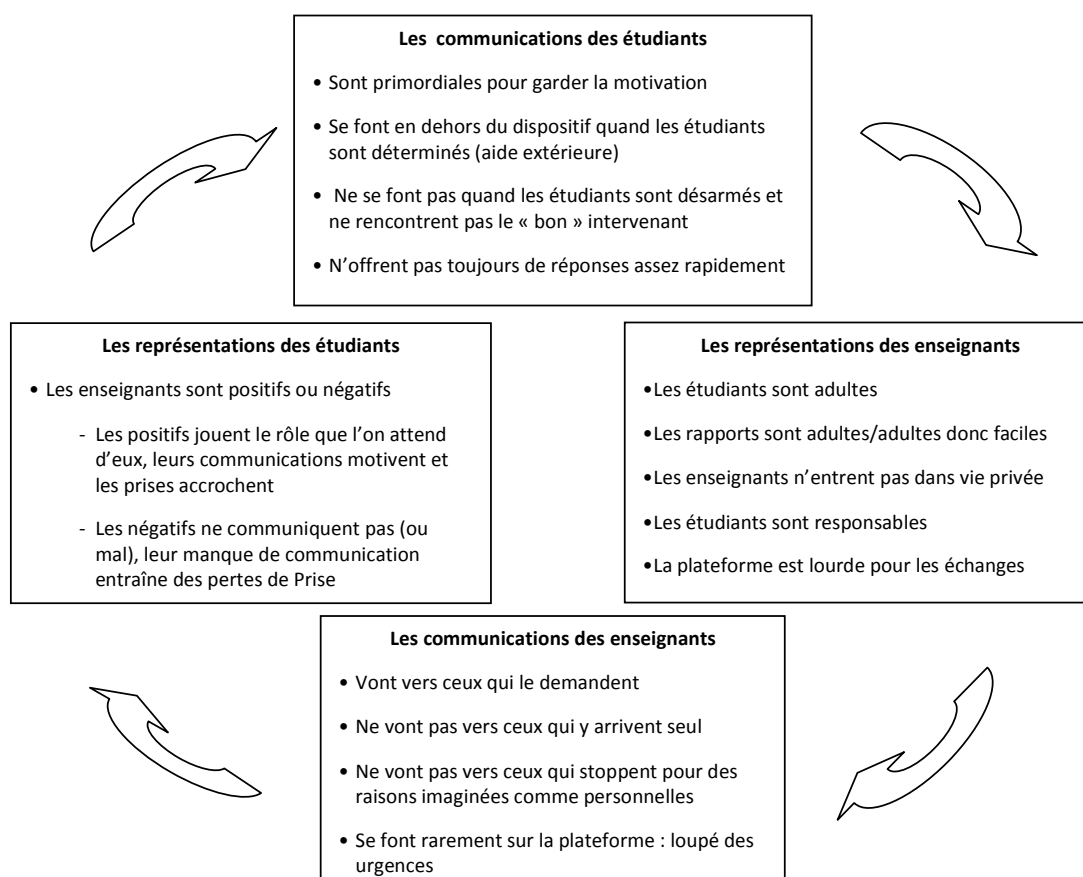 Les communications des étudiants
• Sont primordiales pour garder la motivation
• Se font en dehors du dispositif quand les étudiants
sont déterminés (aide extérieure)
• Ne se font pas quand les étudiants sont désarmés et
ne rencontrent pas le « bon » intervenant
• N’offrent pas toujours de réponses assez rapidement
Les représentations des étudiants
• Les enseignants sont positifs ou négatifs
- Les positifs jouent le rôle que l’on attend
d’eux, leurs communications motivent et
les prises accrochent
- Les négatifs ne communiquent pas (ou
mal), leur manque de communication
entraîne des pertes de Prise
Les représentations des enseignants
•Les étudiants sont adultes
•Les rapports sont adultes/adultes donc faciles
•Les enseignants n’entrent pas dans vie privée
•Les étudiants sont responsables
•La plateforme est lourde pour les échanges
Les communications des enseignants
• Vont vers ceux qui le demandent
• Ne vont pas vers ceux qui y arrivent seul
• Ne vont pas vers ceux qui stoppent pour des
raisons imaginées comme personnelles
• Se font rarement sur la plateforme : loupé des
urgences